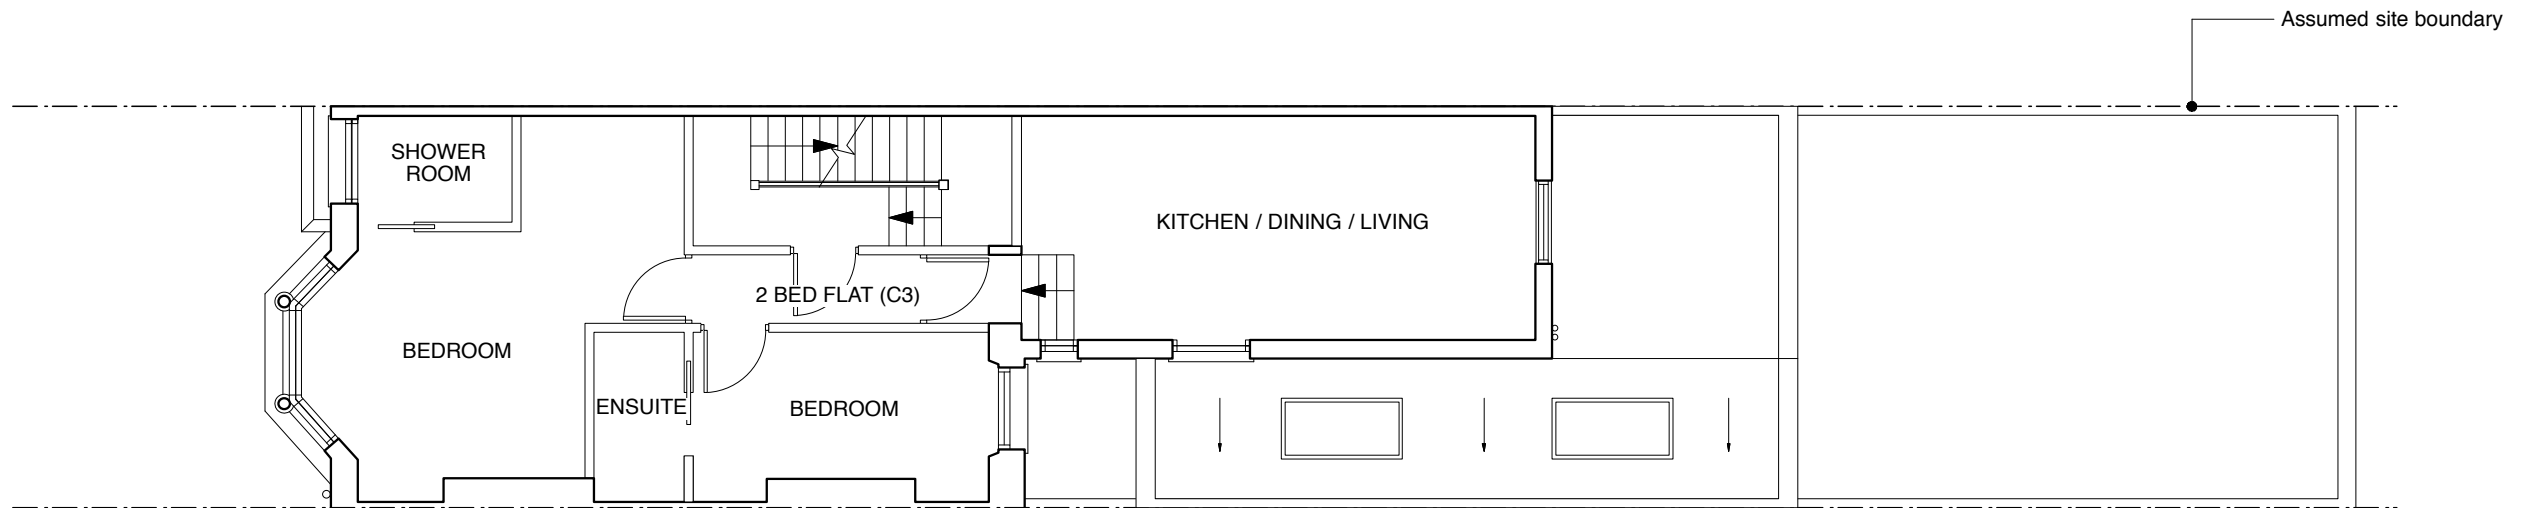 Assumed site boundary
SHOWER
ROOM
KITCHEN / DINING / LIVING
2 BED FLAT (C3)
BEDROOM
ENSUITE
BEDROOM